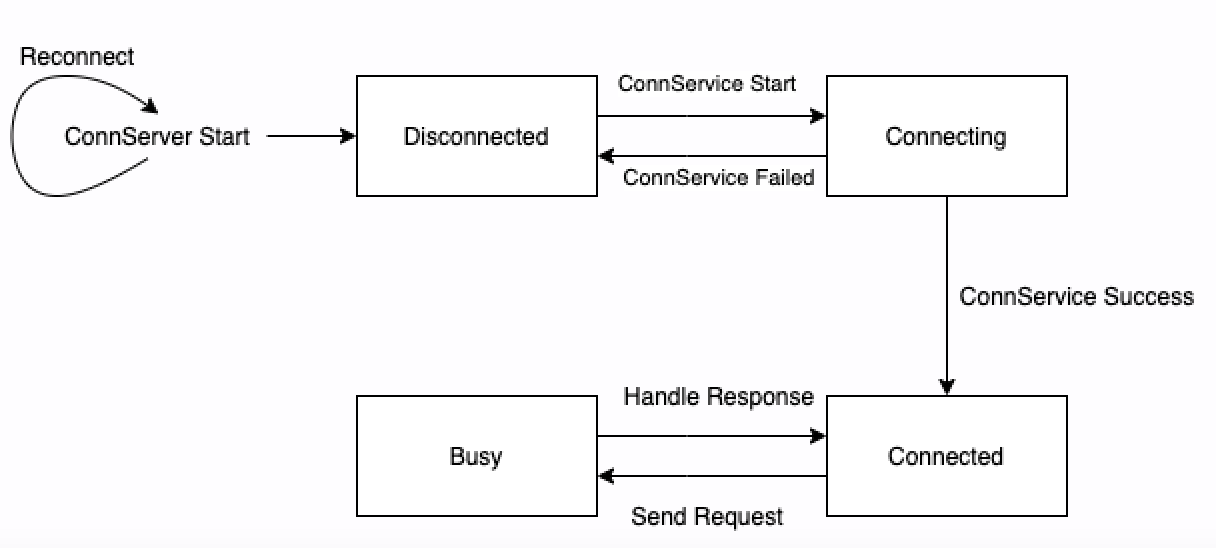 Reconnect
ConnServer Start
Disconnected
ConnService Start
ConnService Failed
Connecting
ConnService Success
Handle Response
Busy
Connected
Send Request